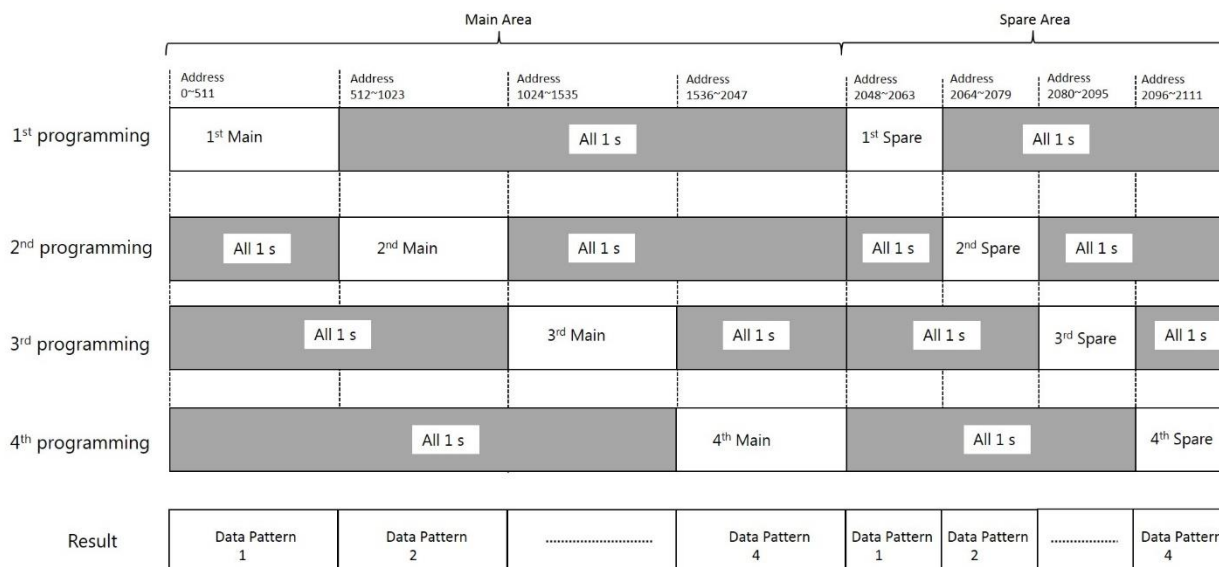 Main Area Spare Area
Address Address Address Address Address Address Address Address
0~511 512~1023 1024~1535 1536~2047 2048~2063 2064~2079 2080~2095 2096~2111
1st programming 1st Main All 1 s 1st Spare All 1 s
2nd programming All 1 s 2nd Main All 1 s All 1 s 2nd Spare All 1 s
3rd programming All 1 s 3rd Main All 1 s All 1 s 3rd Spare All 1 s
4th programming All 1 s 4th Main All 1 s 4th Spare
Result Data Pattern Data Pattern .......................... Data Pattern Data Pattern Data Pattern ................. Data Pattern
1 2 4 1 2 4